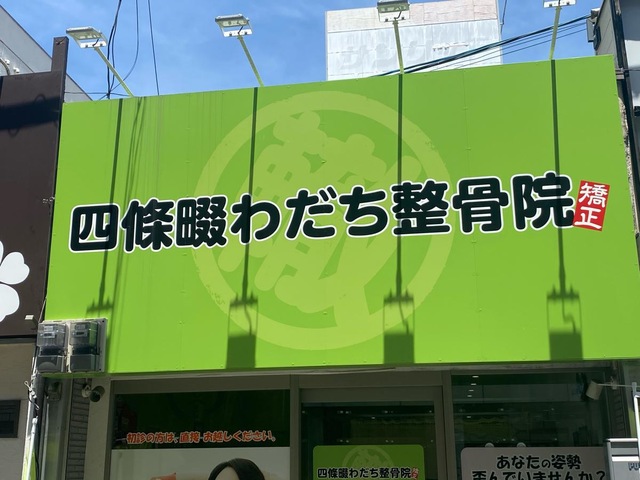 四條畷わだち整骨院
矯正
初診の方は、直接お越しください。
四條畷わだち整骨院
あなたの姿勢
歪んでいませんか?